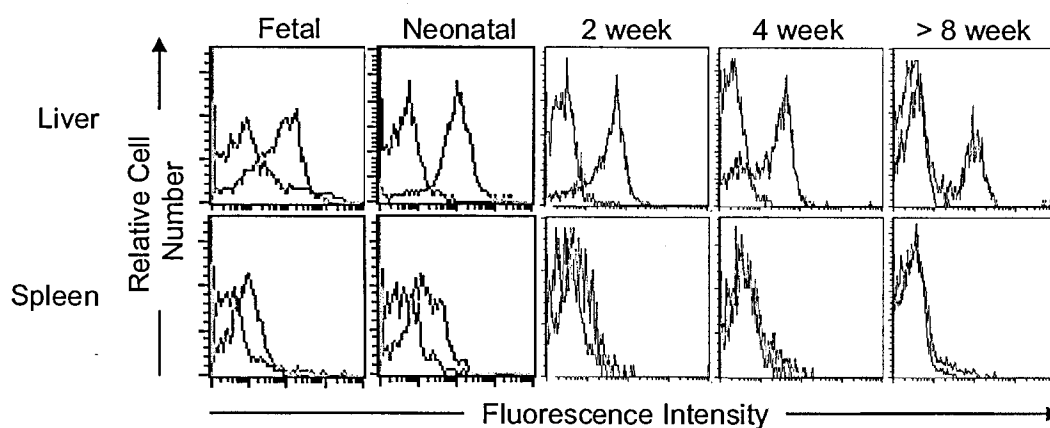 Fetal Neonatal 2 week 4 week > 8 week
Liver
Relative Cell
Number
Spleen
Fluorescence Intensity